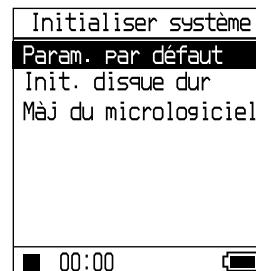 Initialiser système
Param. par défaut
Init. disque dur
Màj du micrologiciel
00:00